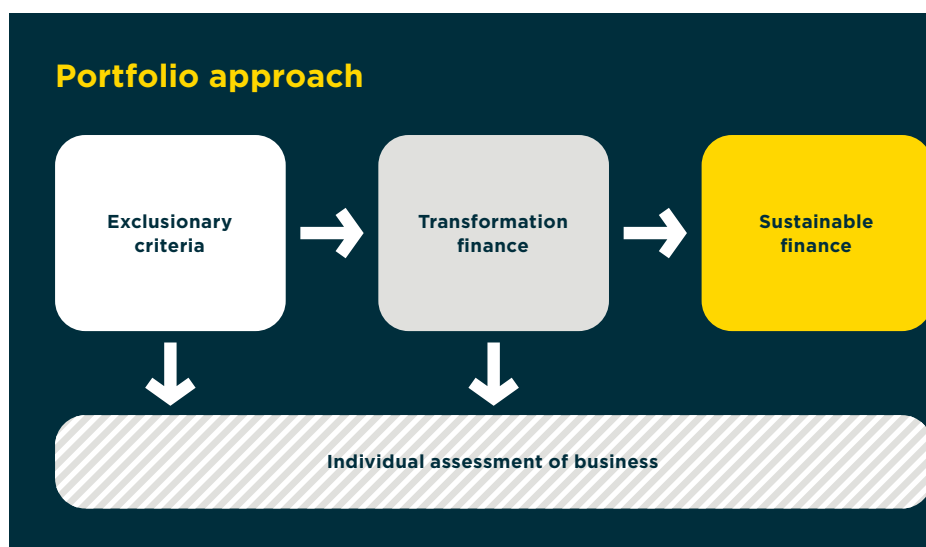 Portfolio approach
Exclusionary
criteria
Transformation
finance
Sustainable
finance
Individual assessment of business